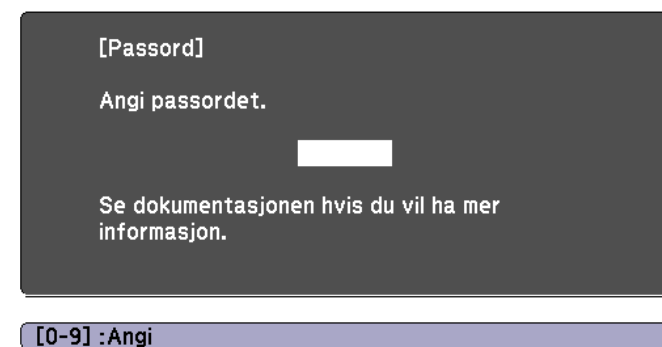 [Passord]
Angi passordet.
Se dokumentasjonen hvis du vil ha mer
informasjon.
[0-9] :Angi